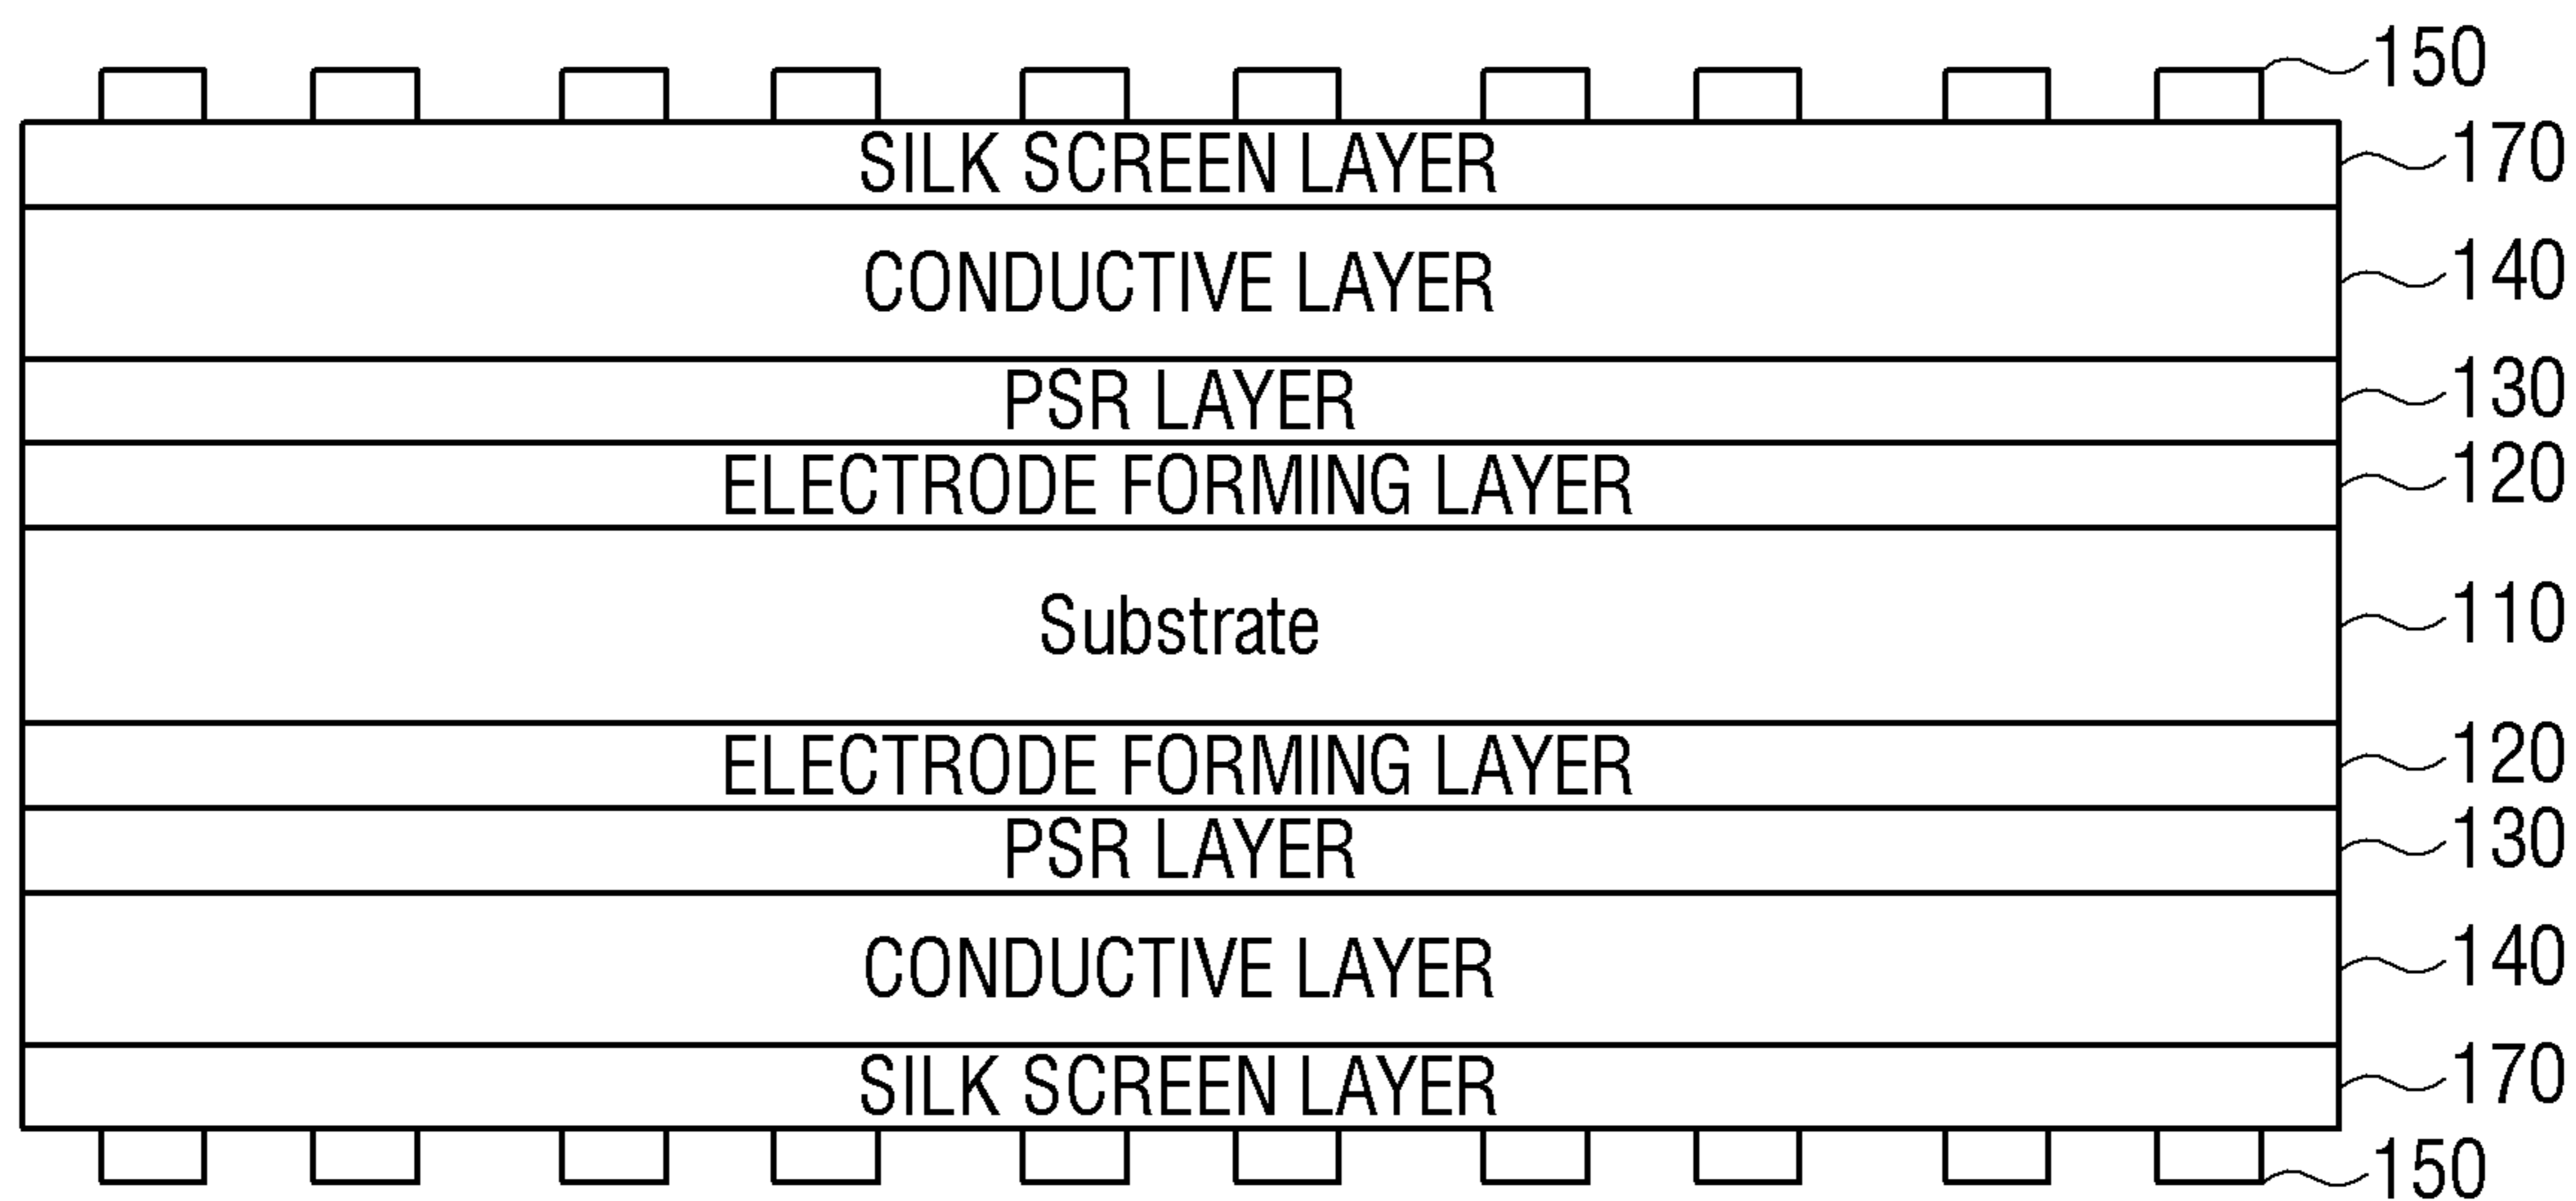 150
SILK SCREEN LAYER 170
CONDUCTIVE LAYER 140
PSR LAYER 130
ELECTRODE FORMING LAYER 120
Substrate 110
ELECTRODE FORMING LAYER 120
PSR LAYER 130
CONDUCTIVE LAYER 140
SILK SCREEN LAYER 170
150